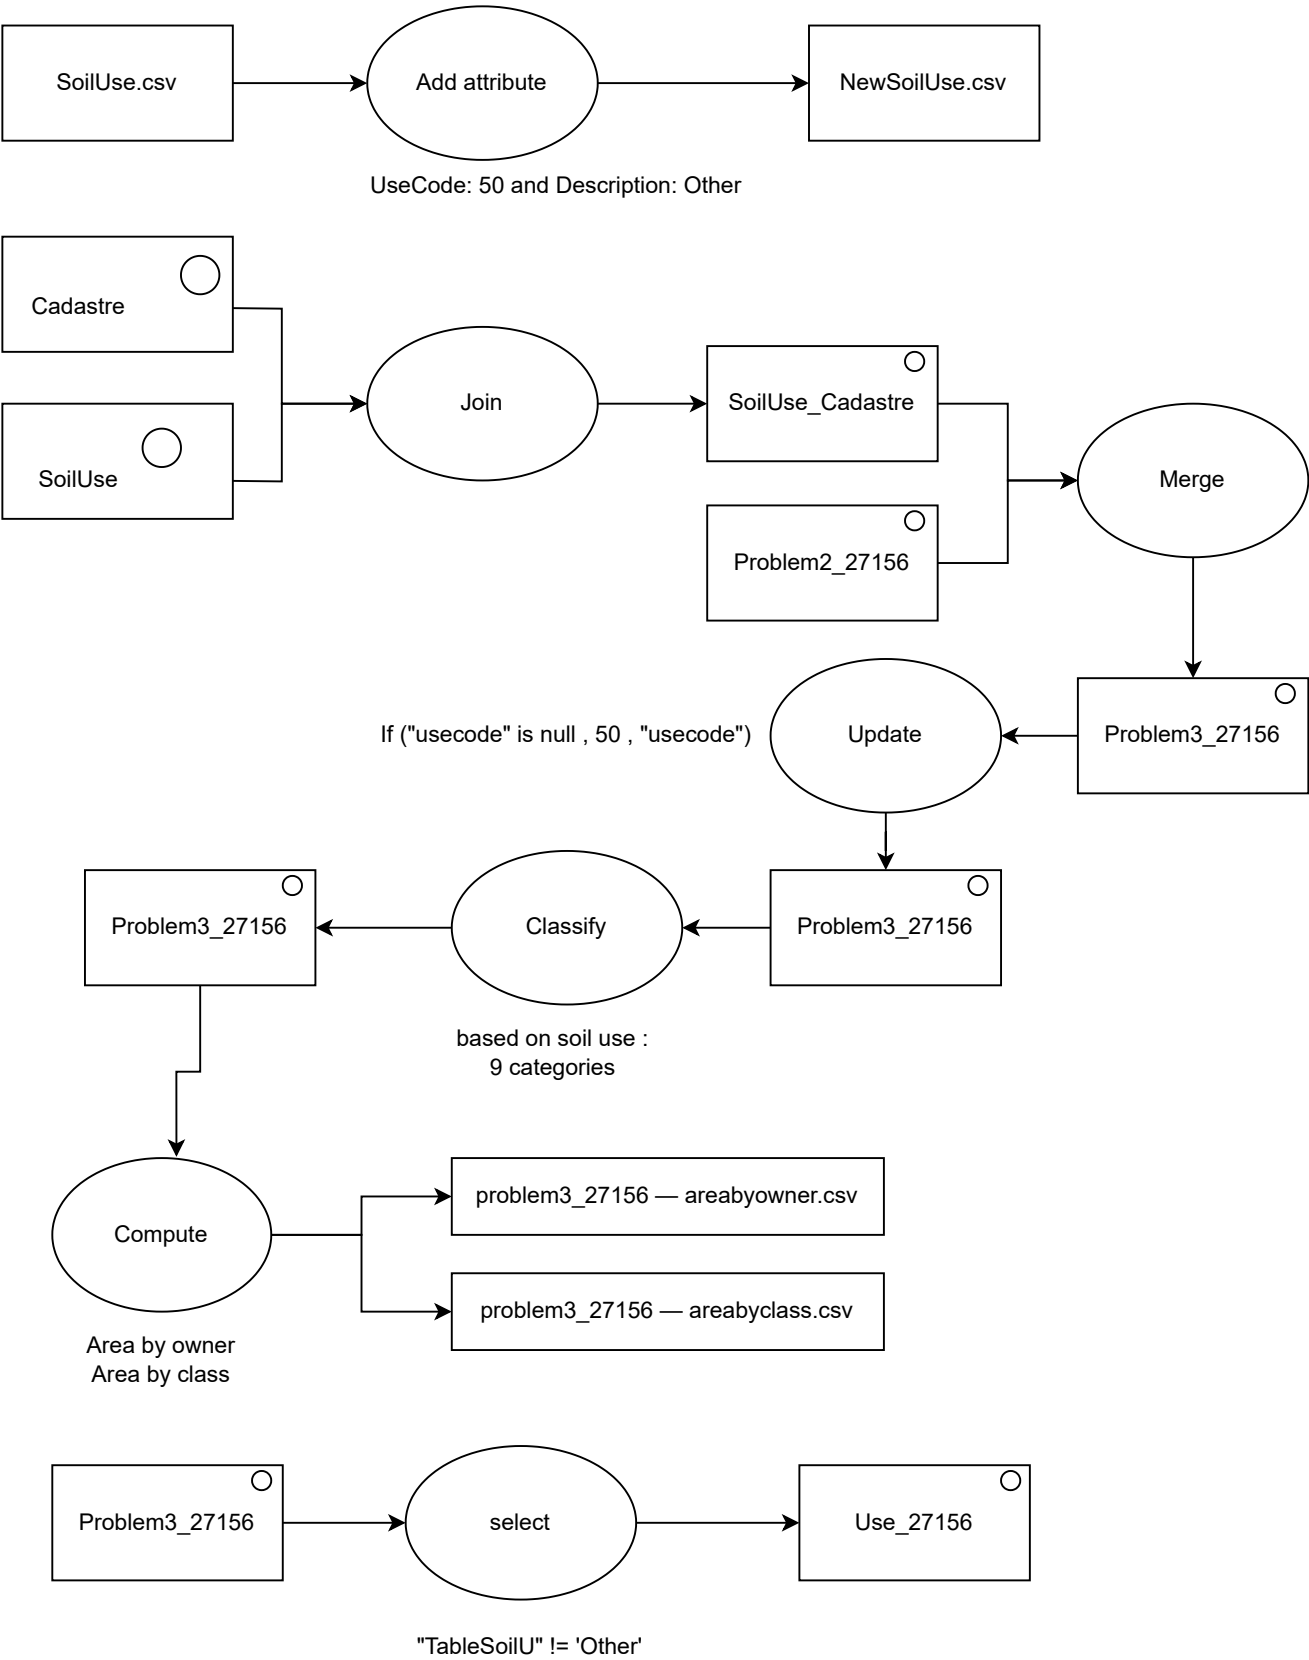 SoilUse.csv
Add attribute
NewSoilUse.csv
UseCode: 50 and Description: Other
Cadastre
SoilUse
Join
SoilUse_Cadastre
Problem2_27156
Merge
If ("usecode" is null , 50 , "usecode")
Update
Problem3_27156
Problem3_27156
Classify
Problem3_27156
based on soil use :
9 categories
Compute
problem3_27156 — areabyowner.csv
problem3_27156 — areabyclass.csv
Area by owner
Area by class
Problem3_27156
select
Use_27156
"TableSoilU" != 'Other'